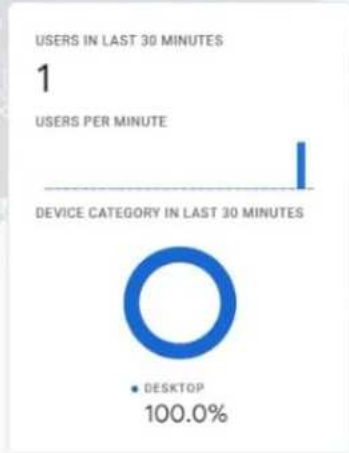 USERS IN LAST 30 MINUTES
1
USERS PER MINUTE
DEVICE CATEGORY IN LAST 30 MINUTES
DESKTOP
100.0%